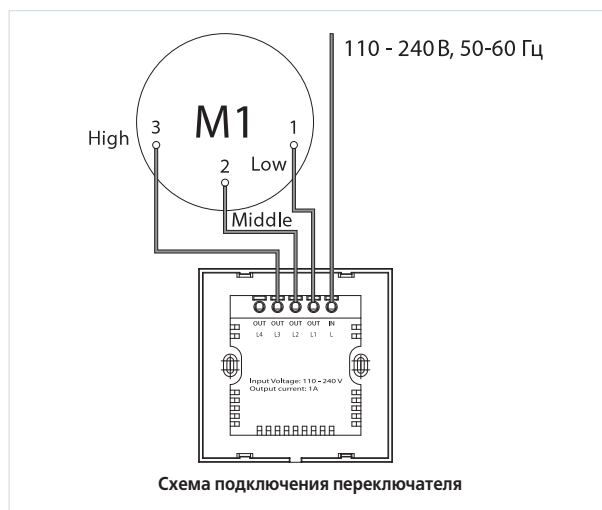 110 - 240 В, 50-60 Гц
M1
High 3
1
2
Low
Middle
OUT OUT OUT OUT IN
L4 L3 L2 L1 L
Input Voltage: 110 – 240 V
Output current: 1A
Схема подключения переключателя